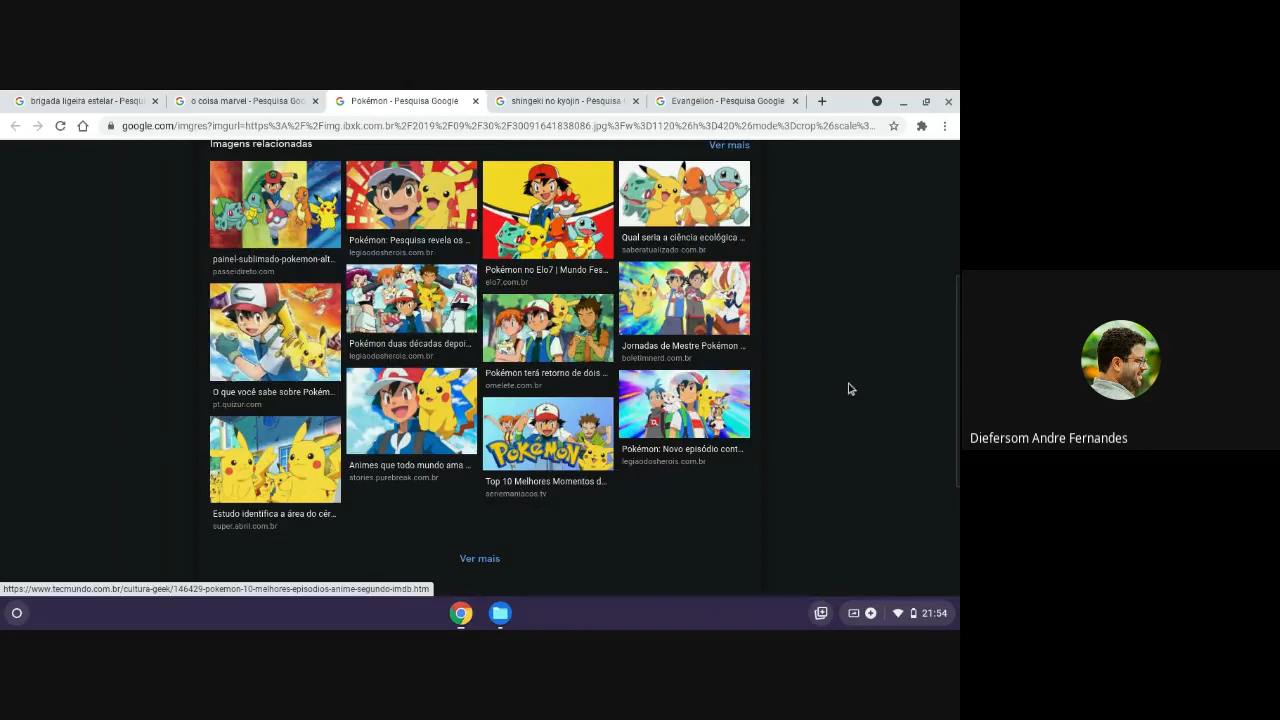 brigada ligeira estelar - Pesqui
o coisa marvel - Pesquisa Goo
Pokémon - Pesquisa Google
shingeki no kyojin - Pesquisa G
Evangelion - Pesquisa Google
google.com/imgres?imgurl=https%3A%2F%2Fimg.ibxk.com.br%2F2019%2F09%2F30%2F30091641838086.jpg%3Fw%3D1120%26h%3D420%26mode%3Dcrop%26scale%3...
Imagens relacionadas
Ver mais
painel-sublimado-pokemon-alt...
passeidireto.com
Pokémon: Pesquisa revela os ...
legiaodosherois.com.br
Pokémon no Elo7 | Mundo Fes...
elo7.com.br
Qual seria a ciência ecológica ...
saberatualizado.com.br
O que você sabe sobre Pokém...
pt.quizur.com
Pokémon duas décadas depoi...
legiaodosherois.com.br
Pokémon terá retorno de dois ...
omelete.com.br
Jornadas de Mestre Pokémon ...
boletimnerd.com.br
Estudo identifica a área do cér...
super.abril.com.br
Animes que todo mundo ama ...
stories.purebreak.com.br
POKéMON
Top 10 Melhores Momentos d...
aeriemaniacos.tv
Pokémon: Novo episódio cont...
legiaodosherois.com.br
Ver mais
https://www.tecmundo.com.br/cultura-geek/146429-pokemon-10-melhores-episodios-anime-segundo-imdb.htm
21:54
Diefersom Andre Fernandes